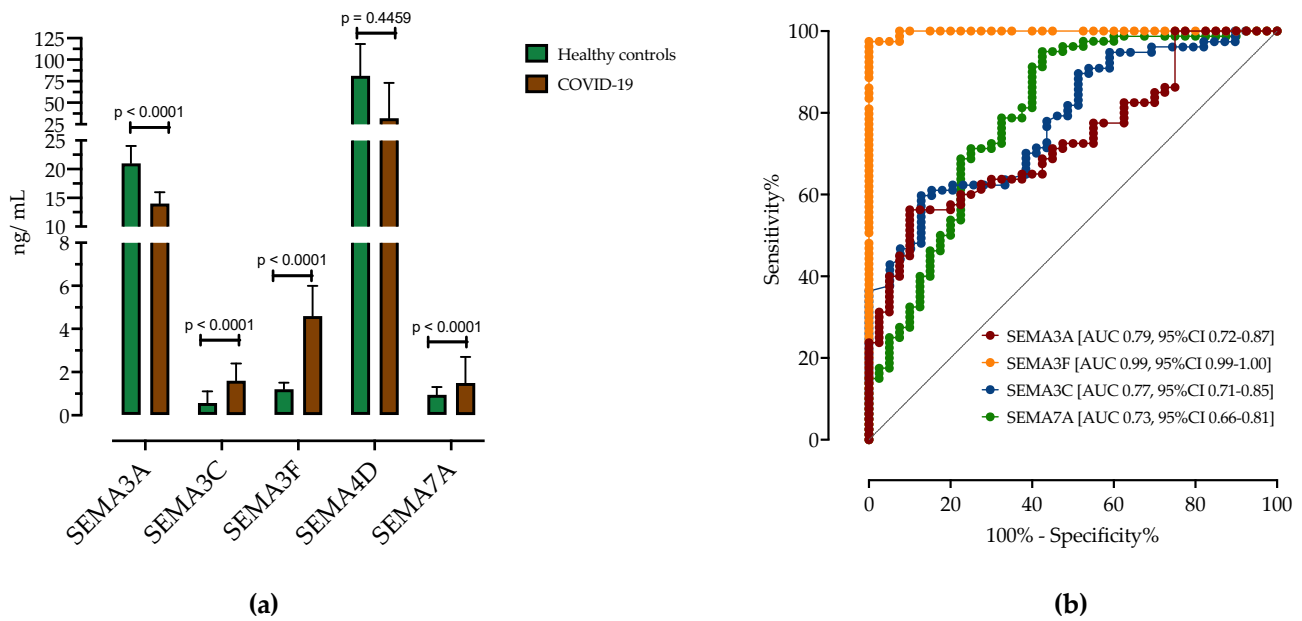 p = 0.4459
p < 0.0001
p < 0.0001
p < 0.0001
p < 0.0001
125
100
75
50
25
25
20
15
10
8
6
4
2
0
ng/ mL
SEMA3A
SEMA3C
SEMA3F
SEMA4D
SEMA7A
Healthy controls
COVID-19
(a)
100
80
60
40
20
0
Sensitivity%
SEMA3A [AUC 0.79, 95%CI 0.72-0.87]
SEMA3F [AUC 0.99, 95%CI 0.99-1.00]
SEMA3C [AUC 0.77, 95%CI 0.71-0.85]
SEMA7A [AUC 0.73, 95%CI 0.66-0.81]
0 20 40 60 80 100
100% - Specificity%
(b)